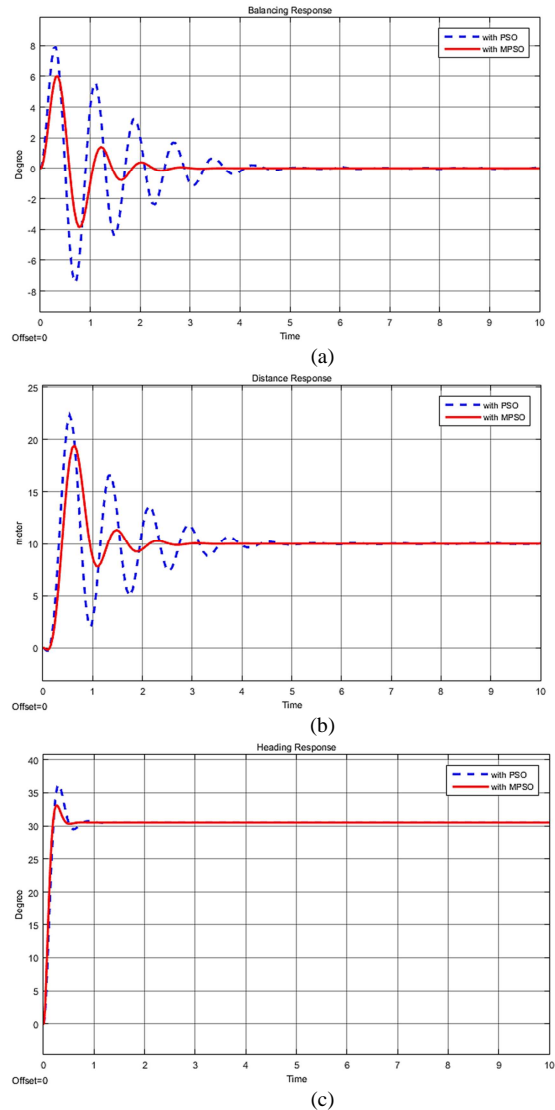 Balancing Response
with PSO
with MPSO
Degree
8
6
4
2
0
-2
-4
-6
-8
0 1 2 3 4 5 6 7 8 9 10
Offset=0
Time
(a)
Distance Response
with PSO
with MPSO
meter
25
20
15
10
5
0
0 1 2 3 4 5 6 7 8 9 10
Offset=0
Time
(b)
Heading Response
with PSO
with MPSO
Degree
40
35
30
25
20
15
10
5
0
0 1 2 3 4 5 6 7 8 9 10
Offset=0
Time
(c)